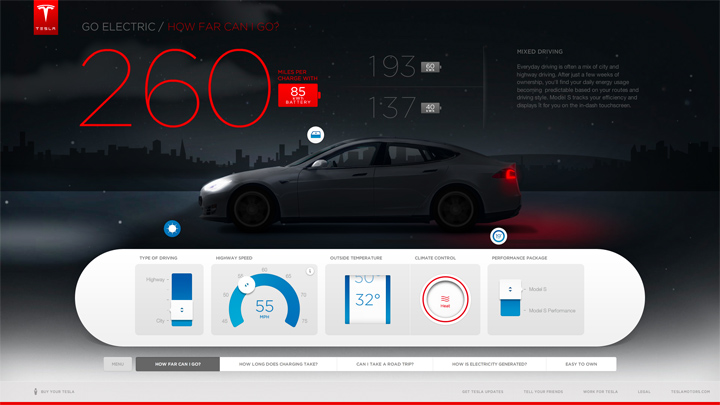 TESLA
GO ELECTRIC / HOW FAR CAN I GO?
260
MILES PER
CHARGE WITH
85
kWh
BATTERY
193
60
kWh
137
40
kWh
MIXED DRIVING
Everyday driving is often a mix of city and
highway driving. After just a few weeks of
ownership, you'll find your daily energy usage
becoming predictable based on your routes and
driving style. Model S tracks your efficiency and
displays it for you on the in-dash touchscreen.
TYPE OF DRIVING
Highway
City
HIGHWAY SPEED
45
50
55
60
65
70
55
MPH
OUTSIDE TEMPERATURE
50°
32°
CLIMATE CONTROL
Heat
PERFORMANCE PACKAGE
Model S
Model S Performance
MENU
HOW FAR CAN I GO?
HOW LONG DOES CHARGING TAKE?
CAN I TAKE A ROAD TRIP?
HOW IS ELECTRICITY GENERATED?
EASY TO OWN
BUY YOUR TESLA
GET TESLA UPDATES
TELL YOUR FRIENDS
WORK FOR TESLA
LEGAL
TESLAMOTORS.COM